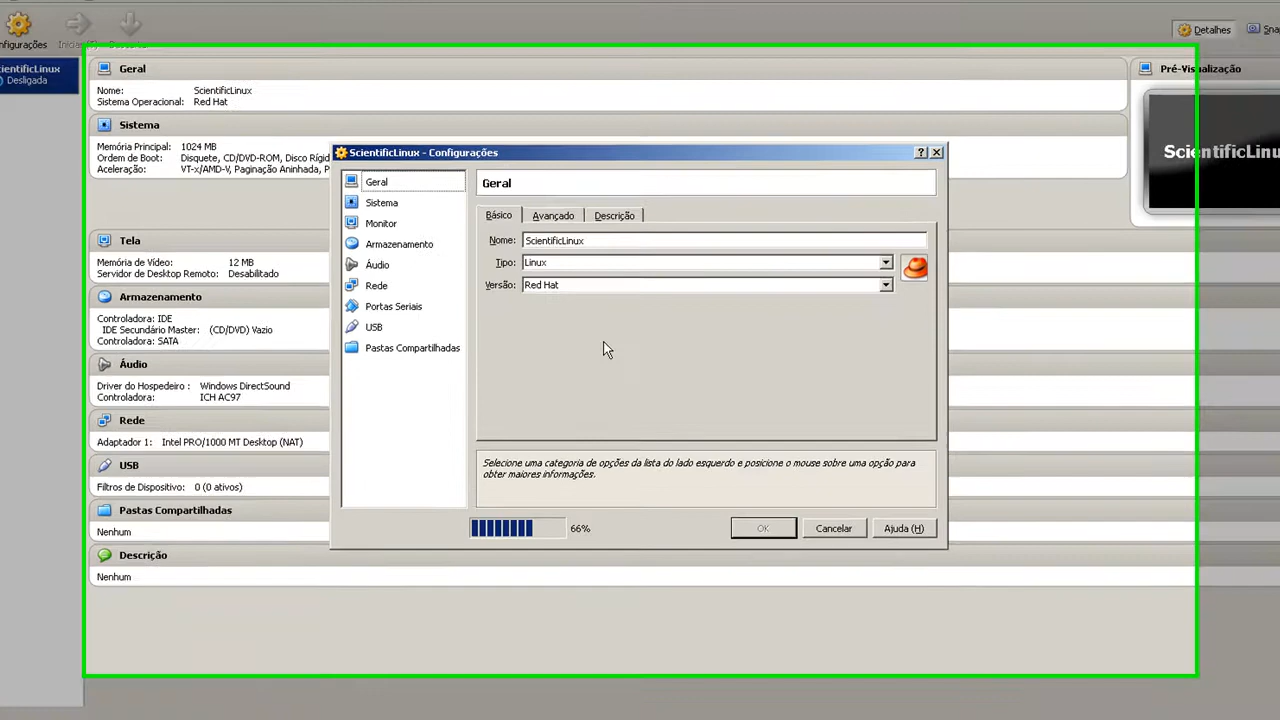 nfigurações
Detalhes
Sna
ientificLinux
Desligada
Geral
Nome: ScientificLinux
Sistema Operacional: Red Hat
Sistema
Memória Principal: 1024 MB
Ordem de Boot: Disquete, CD/DVD-ROM, Disco Rígid
Aceleração: VT-x/AMD-V, Paginação Aninhada, P
Tela
Memória de Vídeo: 12 MB
Servidor de Desktop Remoto: Desabilitado
Armazenamento
Controladora: IDE
IDE Secundário Master: (CD/DVD) Vazio
Controladora: SATA
Áudio
Driver do Hospedeiro : Windows DirectSound
Controladora: ICH AC97
Rede
Adaptador 1: Intel PRO/1000 MT Desktop (NAT)
USB
Filtros de Dispositivo: 0 (0 ativos)
Pastas Compartilhadas
Nenhum
Descrição
Nenhum
Pré-Visualização
ScientificLinu
ScientificLinux - Configurações
Geral
Sistema
Monitor
Armazenamento
Áudio
Rede
Portas Seriais
USB
Pastas Compartilhadas
Geral
Básico Avançado Descrição
Nome: ScientificLinux
Tipo: Linux
Versão: Red Hat
Selecione uma categoria de opções da lista do lado esquerdo e posicione o mouse sobre uma opção para
obter maiores informações.
66% OK Cancelar Ajuda (H)